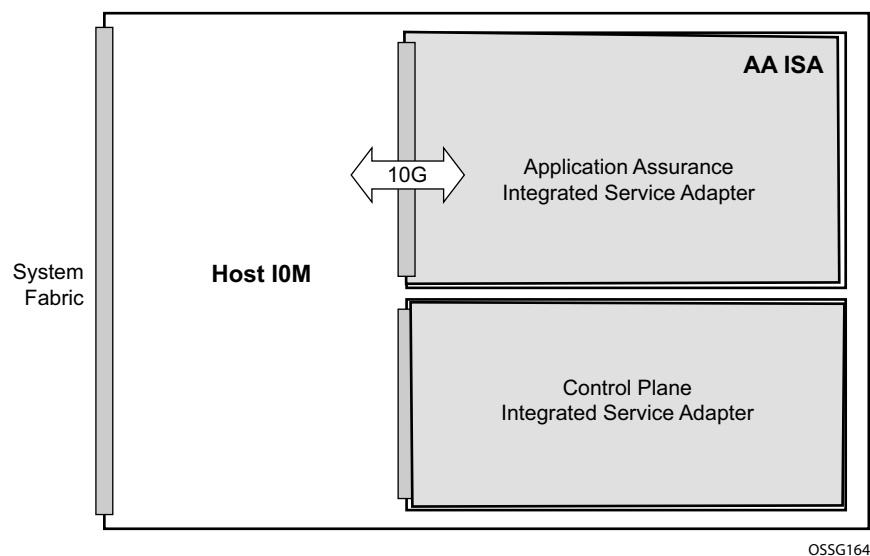 AA ISA
Application Assurance
Integrated Service Adapter
10G
System
Fabric
Host I0M
Control Plane
Integrated Service Adapter
OSSG164